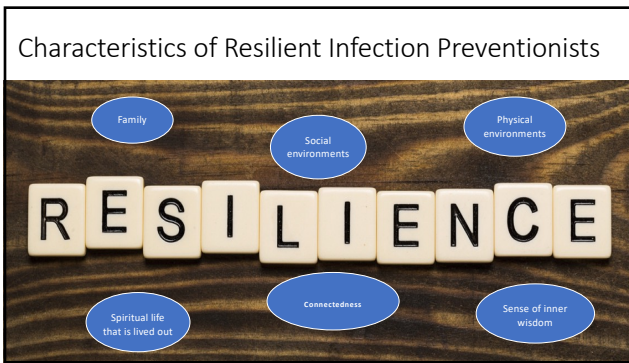 Characteristics of Resilient Infection Preventionists
Family
Social
environments
Physical
environments
RESILIENCE
Spiritual life
that is lived out
Connectedness
Sense of inner
wisdom